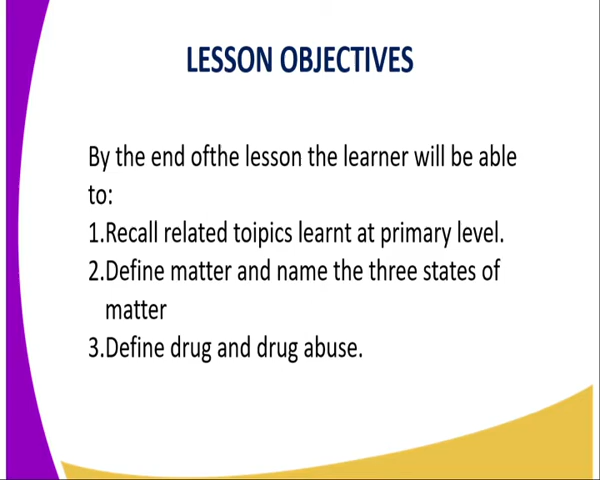 LESSON OBJECTIVES
By the end ofthe lesson the learner will be able
to:
1.Recall related toipics learnt at primary level.
2.Define matter and name the three states of
matter
3.Define drug and drug abuse.